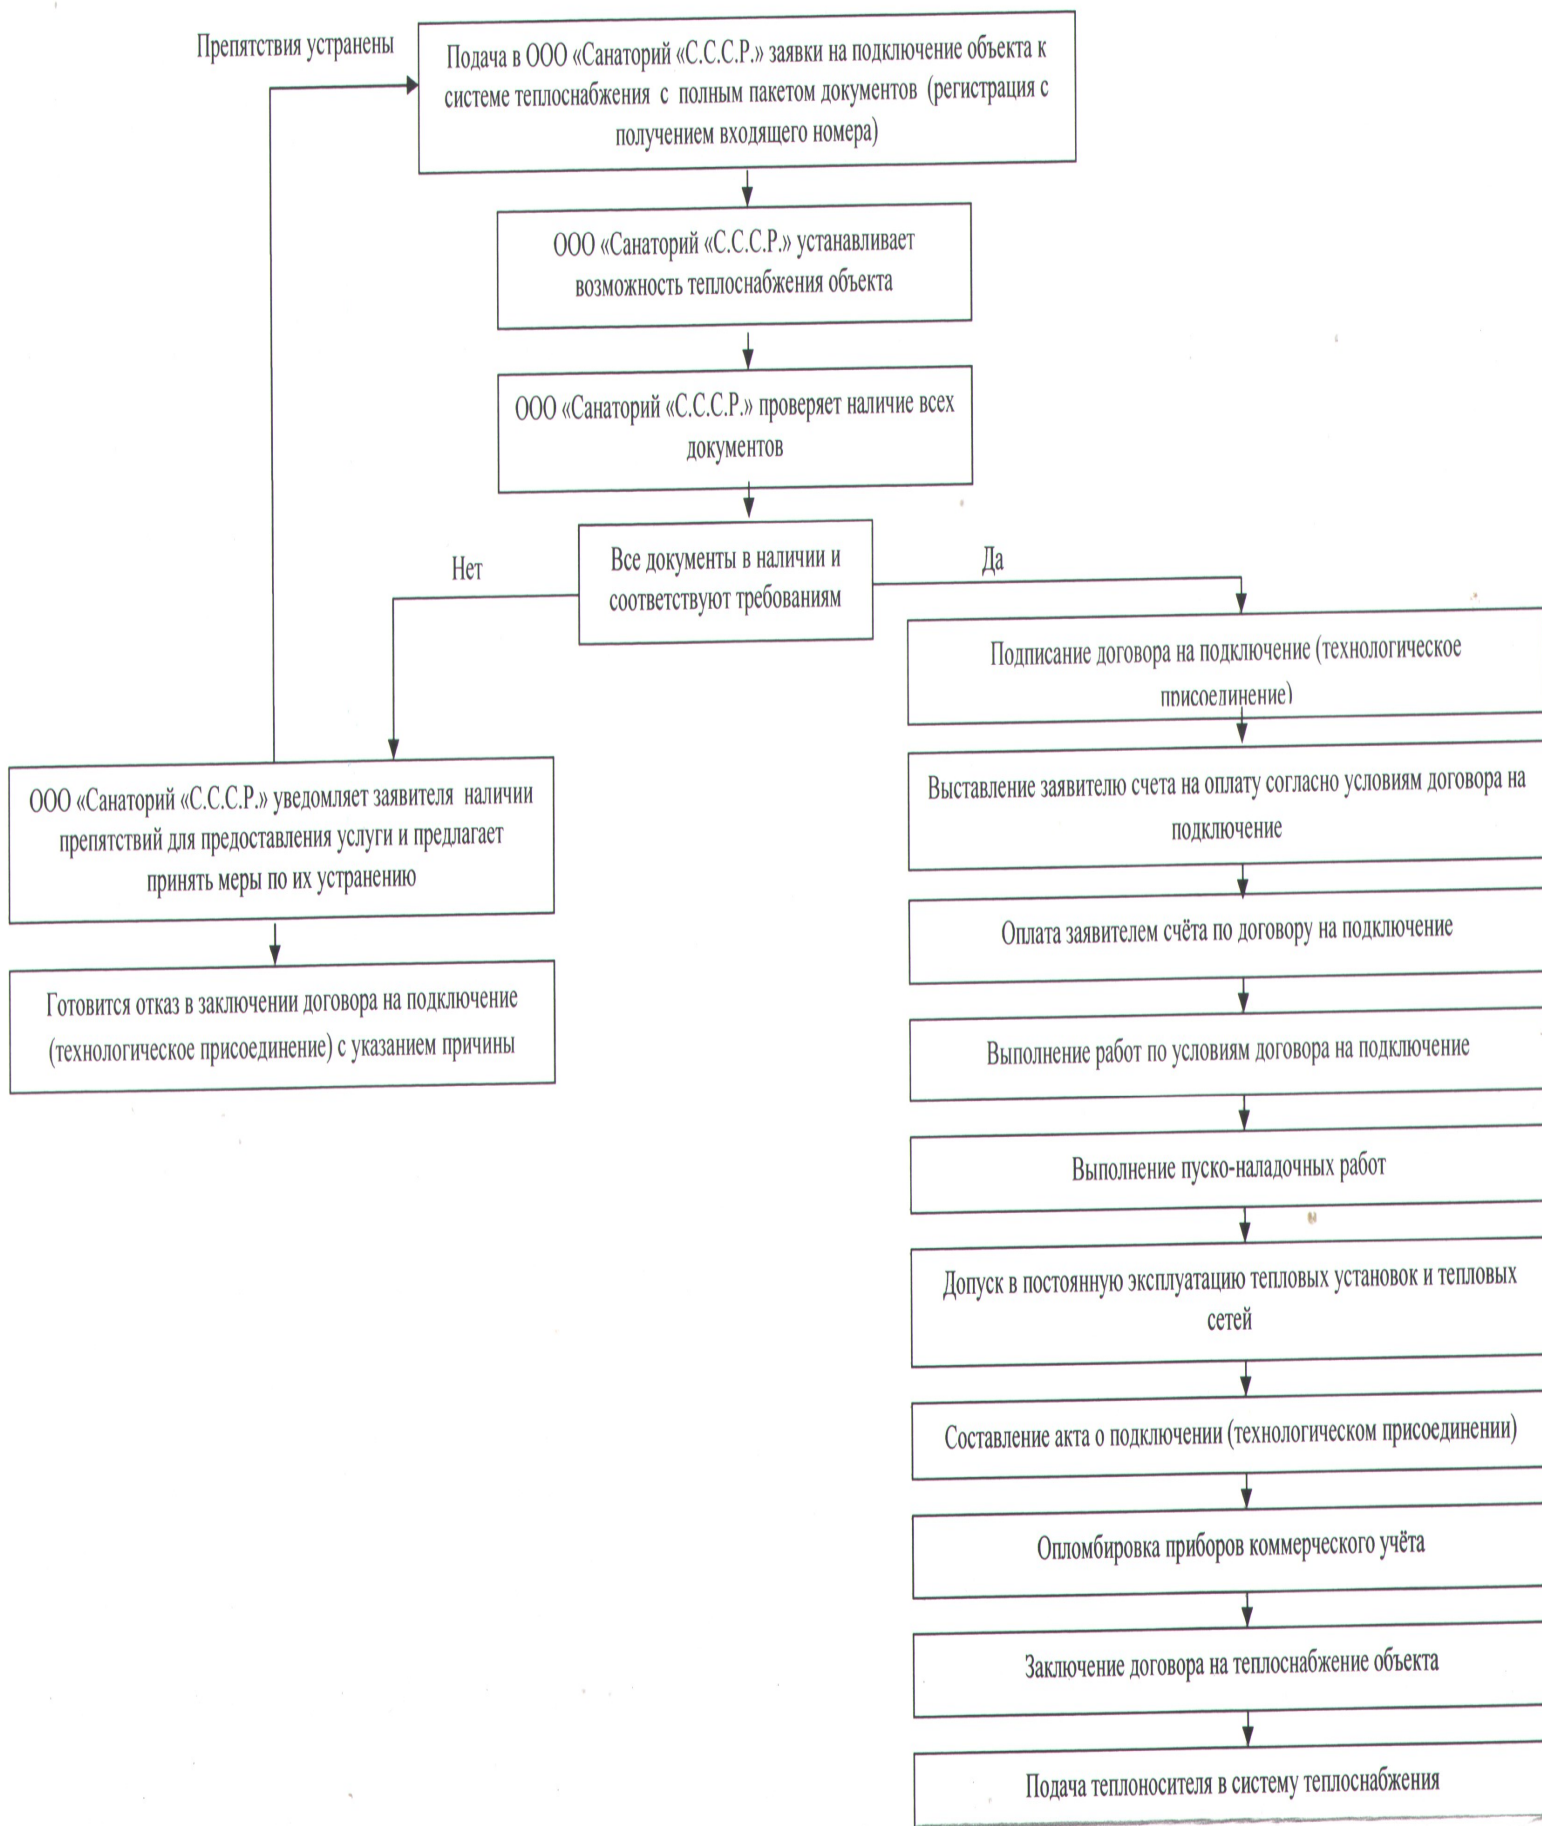 Препятствия устранены
Подача в ООО «Санаторий «С.С.С.Р.» заявки на подключение объекта к
системе теплоснабжения с полным пакетом документов (регистрация с
получением входящего номера)
ООО «Санаторий «С.С.С.Р.» устанавливает
возможность теплоснабжения объекта
ООО «Санаторий «С.С.С.Р.» проверяет наличие всех
документов
Все документы в наличии и
соответствуют требованиям
Нет
Да
ООО «Санаторий «С.С.С.Р.» уведомляет заявителя наличии
препятствий для предоставления услуги и предлагает
принять меры по их устранению
Готовится отказ в заключении договора на подключение
(технологическое присоединение) с указанием причины
Подписание договора на подключение (технологическое
присоединение)
Выставление заявителю счета на оплату согласно условиям договора на
подключение
Оплата заявителем счёта по договору на подключение
Выполнение работ по условиям договора на подключение
Выполнение пуско-наладочных работ
Допуск в постоянную эксплуатацию тепловых установок и тепловых
сетей
Составление акта о подключении (технологическом присоединении)
Опломбировка приборов коммерческого учёта
Заключение договора на теплоснабжение объекта
Подача теплоносителя в систему теплоснабжения